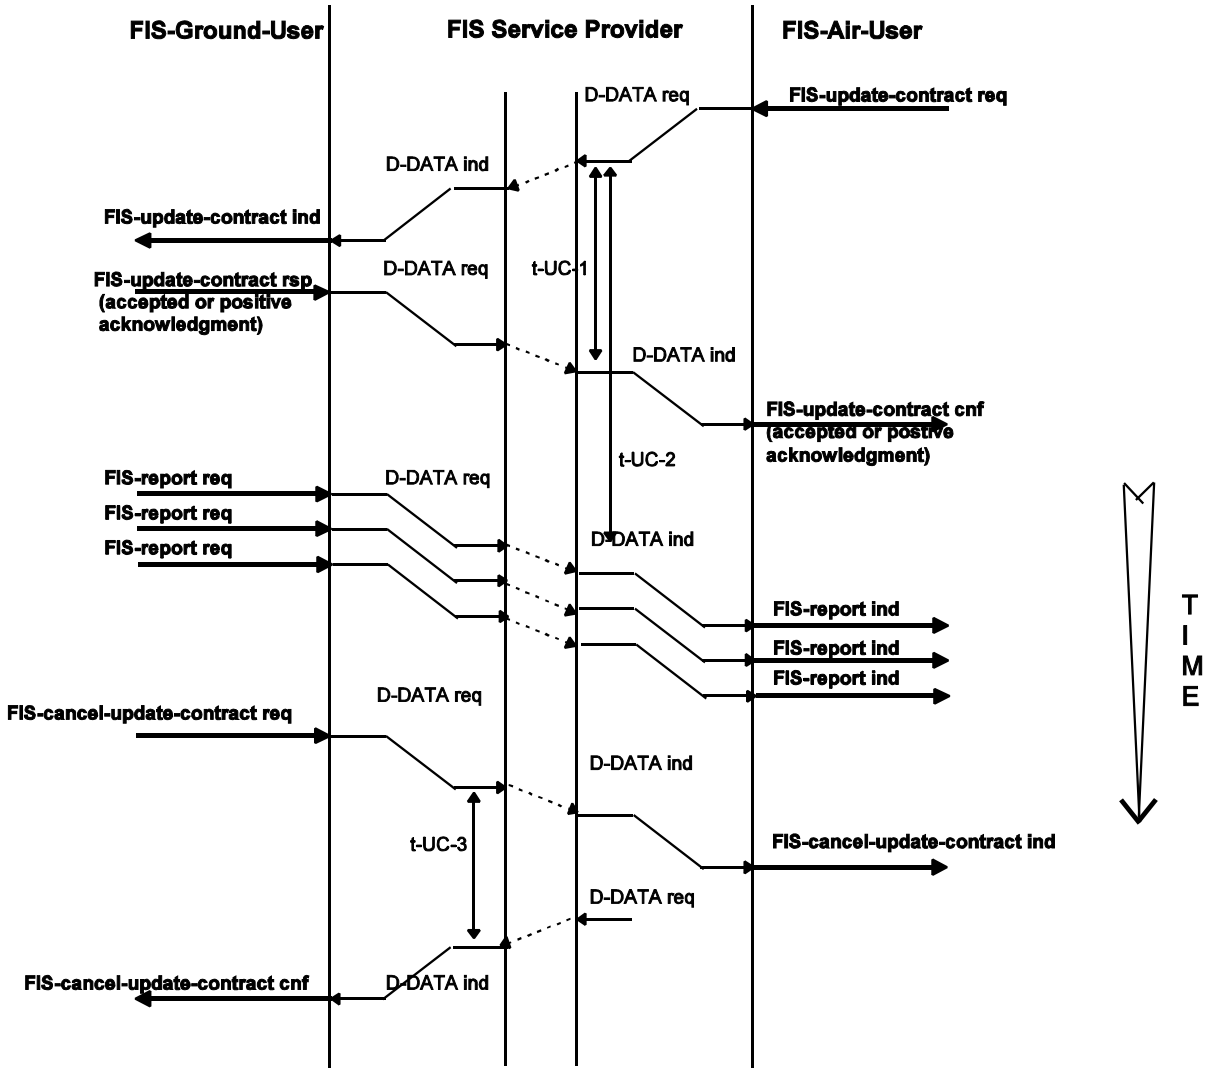 FIS-Ground-User
FIS Service Provider
FIS-Air-User
D-DATA req
FIS-update-contract req
D-DATA ind
FIS-update-contract ind
D-DATA req
t-UC-1
FIS-update-contract rsp
(accepted or positive
acknowledgment)
D-DATA ind
FIS-update-contract cnf
(accepted or postive
acknowledgment)
t-UC-2
FIS-report req
D-DATA req
FIS-report req
FIS-report req
D-DATA ind
FIS-report ind
FIS-report ind
FIS-report ind
T
I
M
E
D-DATA req
FIS-cancel-update-contract req
D-DATA ind
t-UC-3
FIS-cancel-update-contract ind
D-DATA req
FIS-cancel-update-contract cnf
D-DATA ind